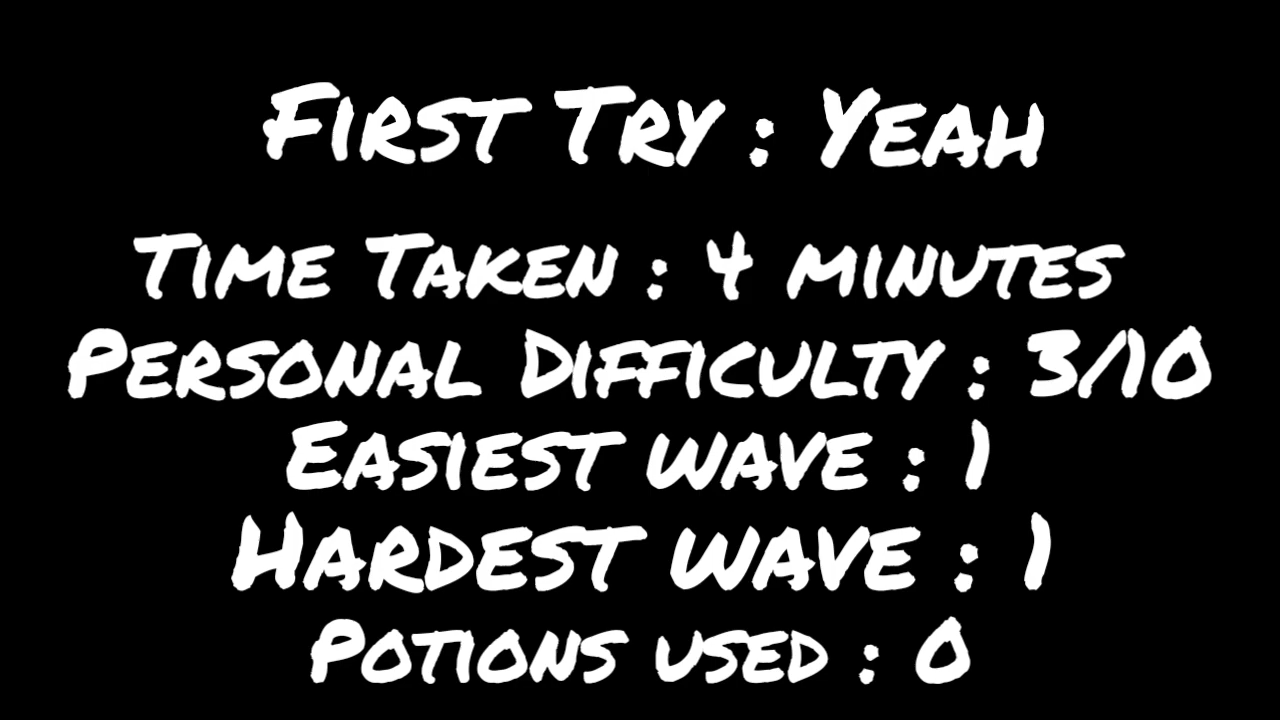 First Try : Yeah
Time Taken : 4 minutes
Personal Difficulty : 3/10
Easiest wave : 1
Hardest wave : 1
Potions used : 0